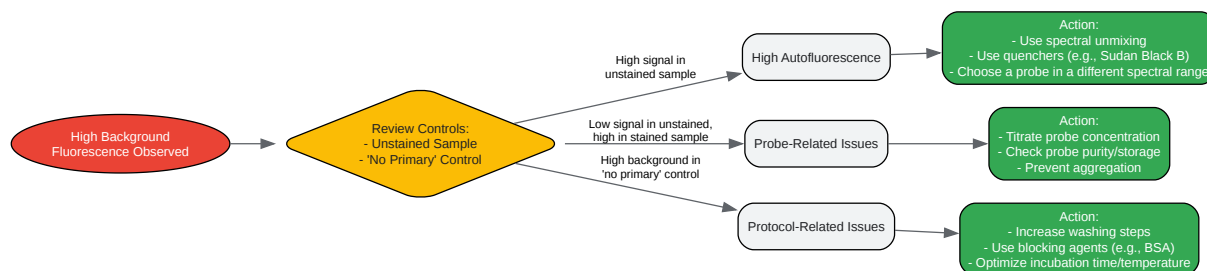 High Background
Fluorescence Observed
Review Controls:
- Unstained Sample
- 'No Primary' Control
High signal in
unstained sample
Low signal in unstained,
high in stained sample
High background in
'no primary' control
High Autofluorescence
Probe-Related Issues
Protocol-Related Issues
Action:
- Use spectral unmixing
- Use quenchers (e.g., Sudan Black B)
- Choose a probe in a different spectral range
Action:
- Titrate probe concentration
- Check probe purity/storage
- Prevent aggregation
Action:
- Increase washing steps
- Use blocking agents (e.g., BSA)
- Optimize incubation time/temperature